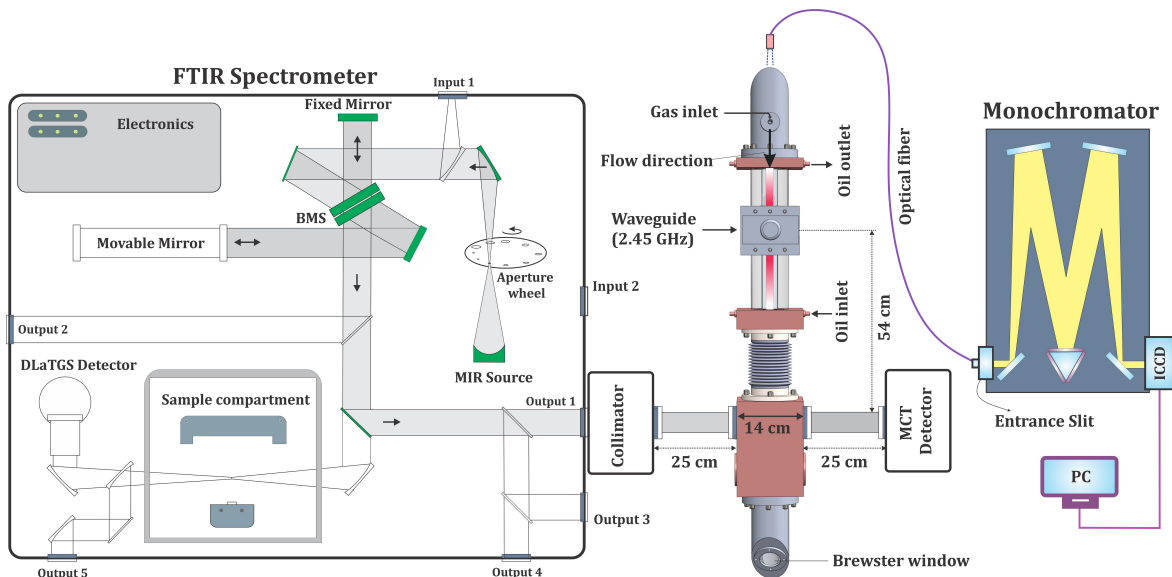 FTIR Spectrometer
Input 1
Electronics
Fixed Mirror
BMS
Movable Mirror
Aperture
wheel
Input 2
Output 2
MIR Source
DLaTGS Detector
Sample compartment
Output 1
Output 3
Output 4
Output 5
Collimator
25 cm
14 cm
25 cm
MCT
Detector
Gas inlet
Flow direction
Oil outlet
Waveguide
(2.45 GHz)
Oil inlet
54 cm
Brewster window
Optical fiber
Monochromator
ICCD
Entrance Slit
PC